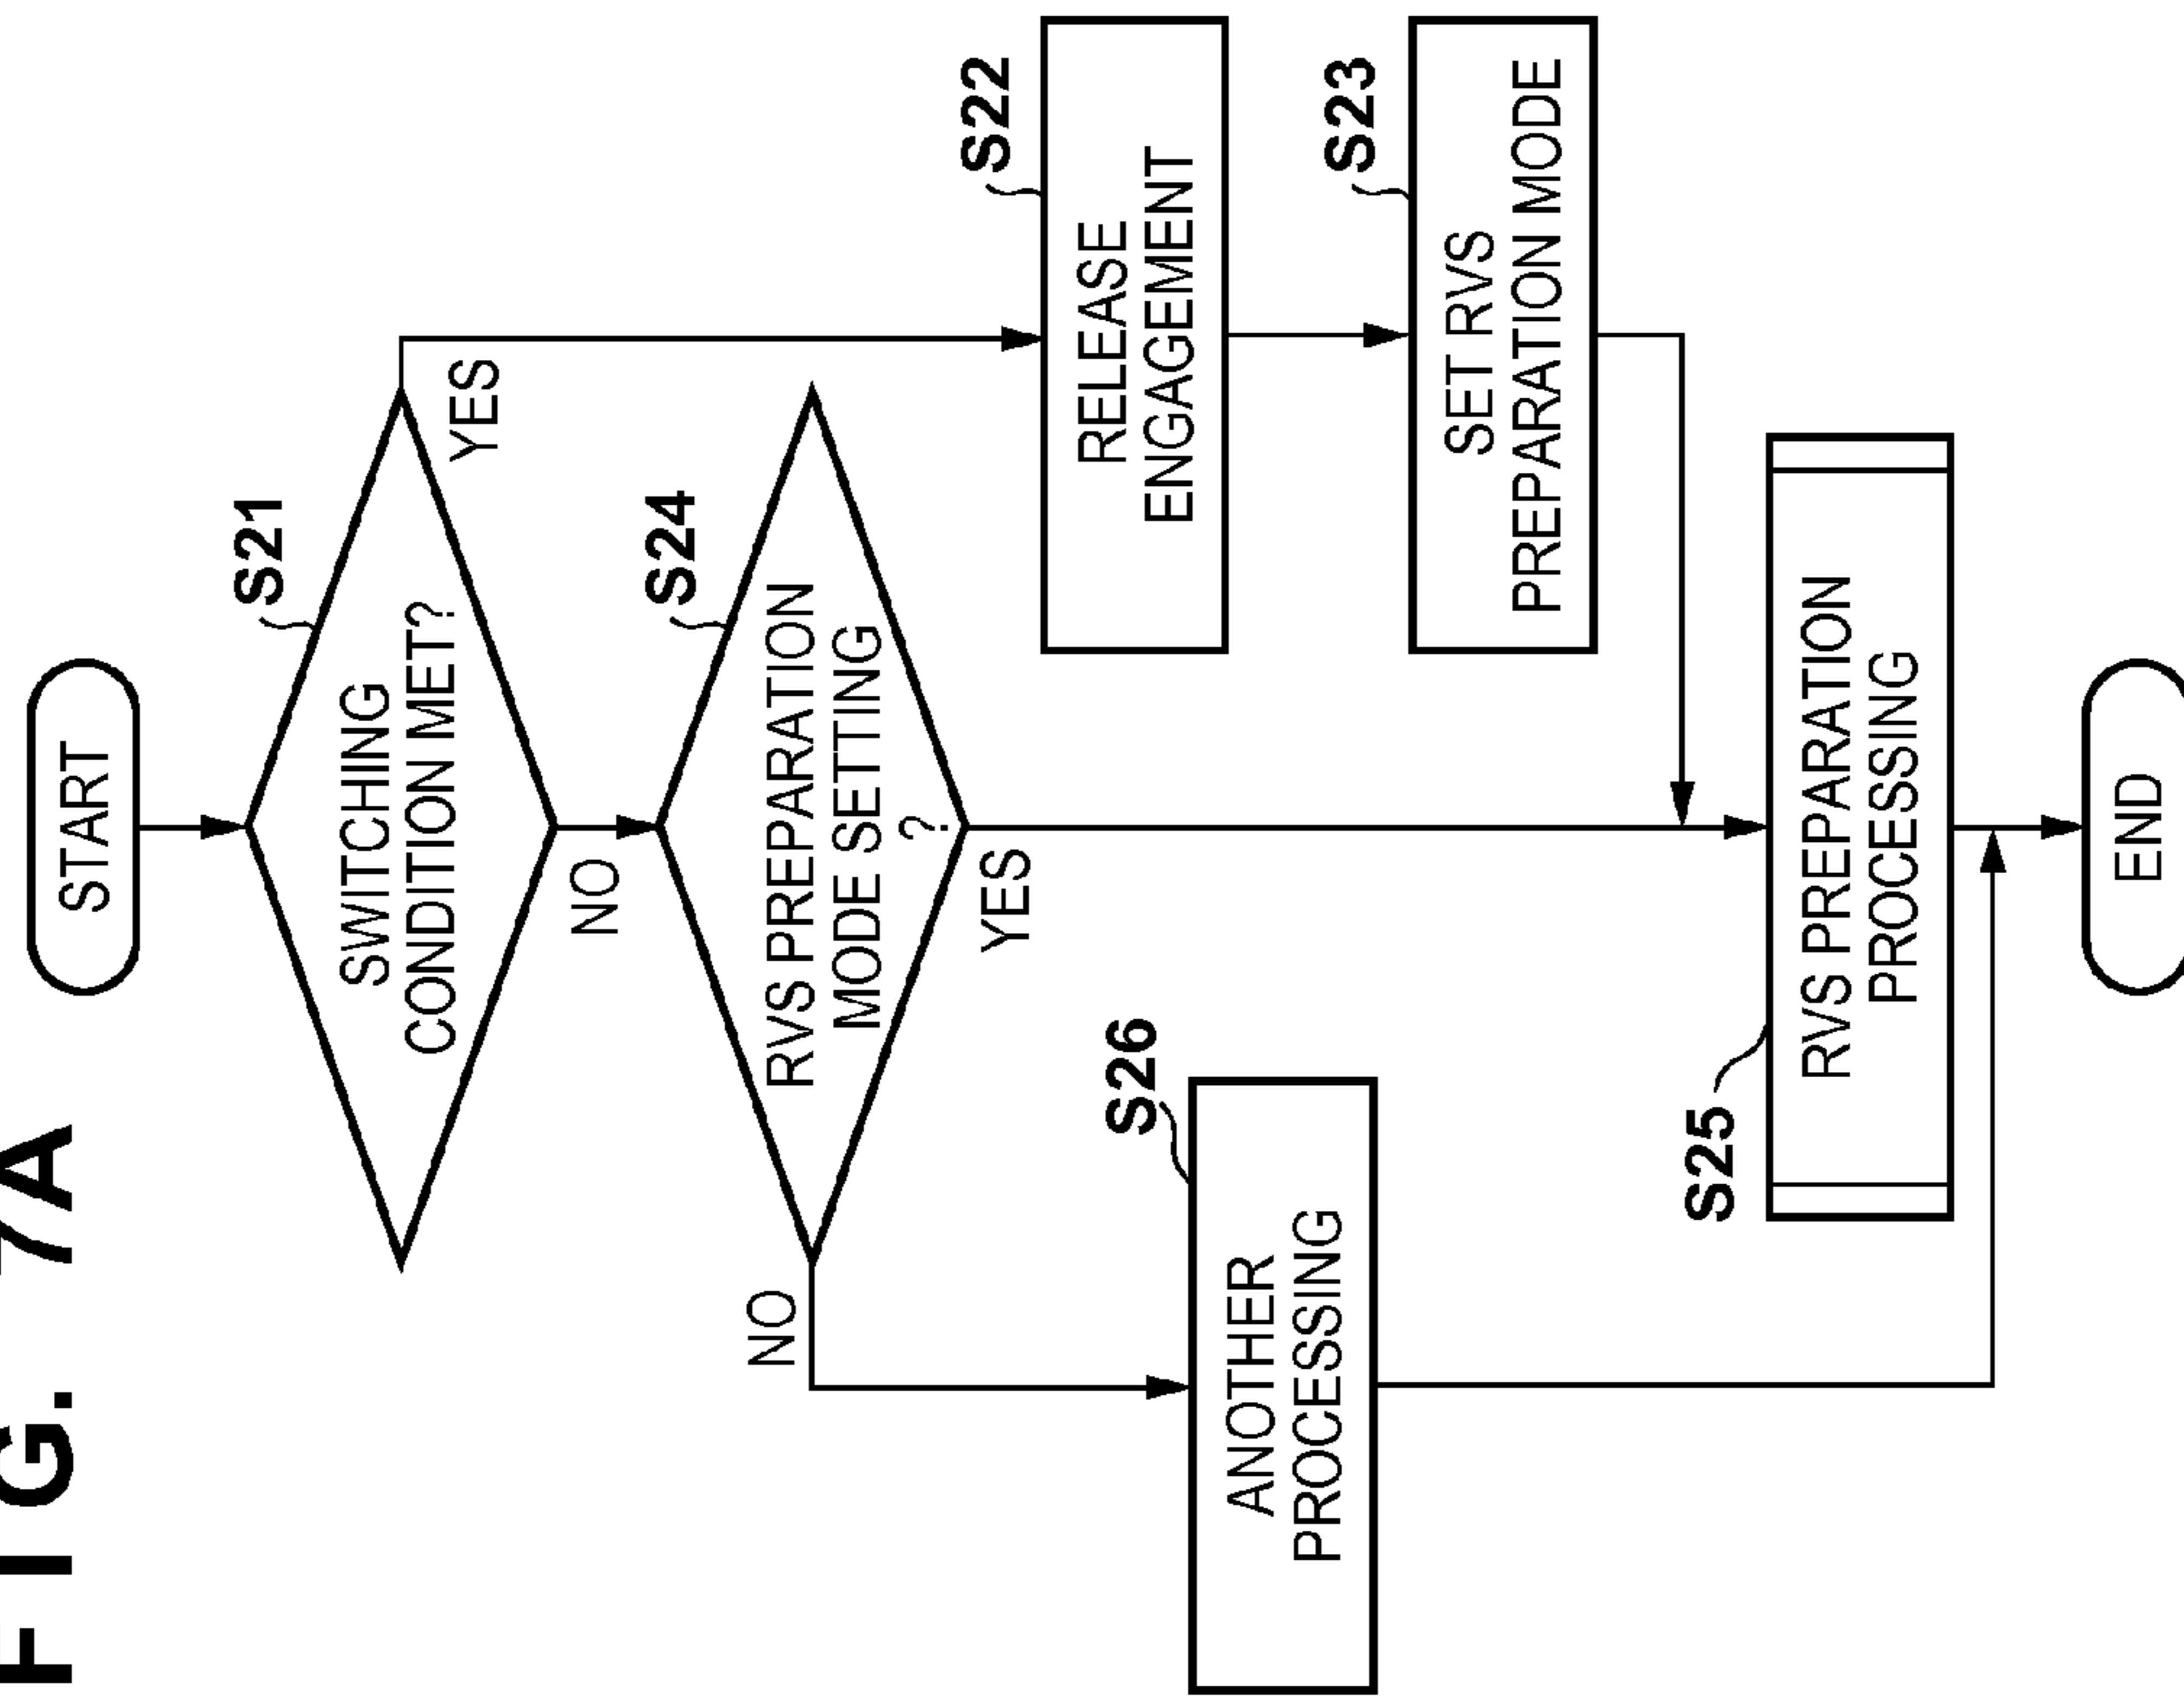 FIG. 7A
START
S21
SWITCHING
CONDITION MET?
YES
NO
S24
RVS PREPARATION
MODE SETTING
?
NO
YES
S22
RELEASE
ENGAGEMENT
S23
SET RVS
PREPARATION MODE
S26
ANOTHER
PROCESSING
S25
RVS PREPARATION
PROCESSING
END